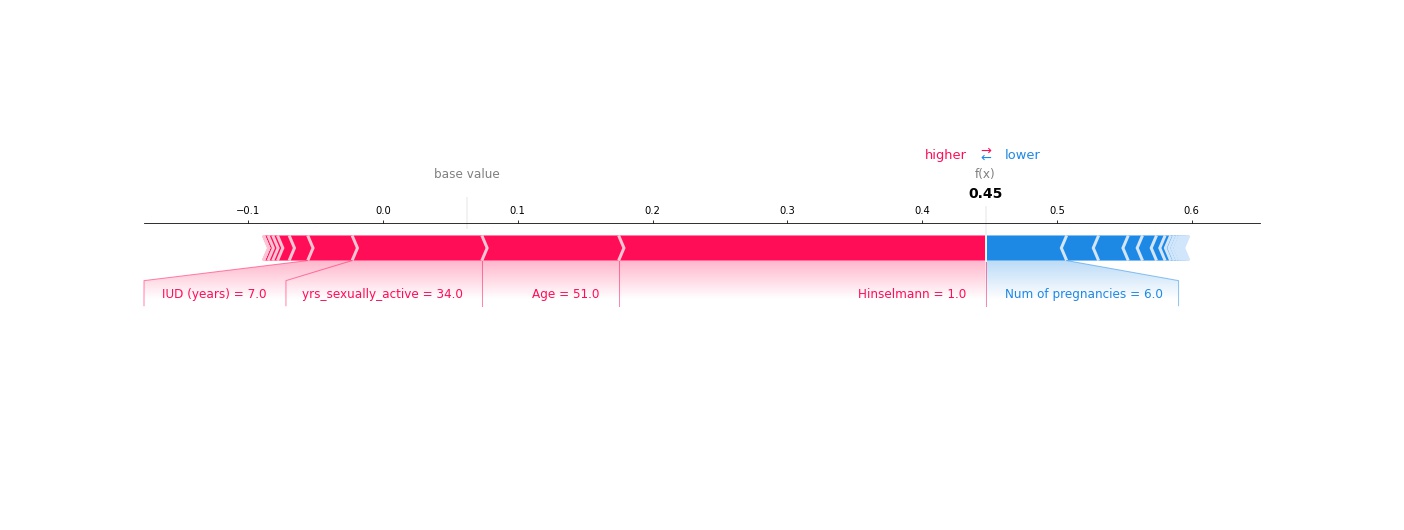 higher ⇄ lower
base value
f(x)
0.45
−0.1 0.0 0.1 0.2 0.3 0.4 0.5 0.6
IUD (years) = 7.0 yrs_sexually_active = 34.0 Age = 51.0 Hinselmann = 1.0 Num of pregnancies = 6.0